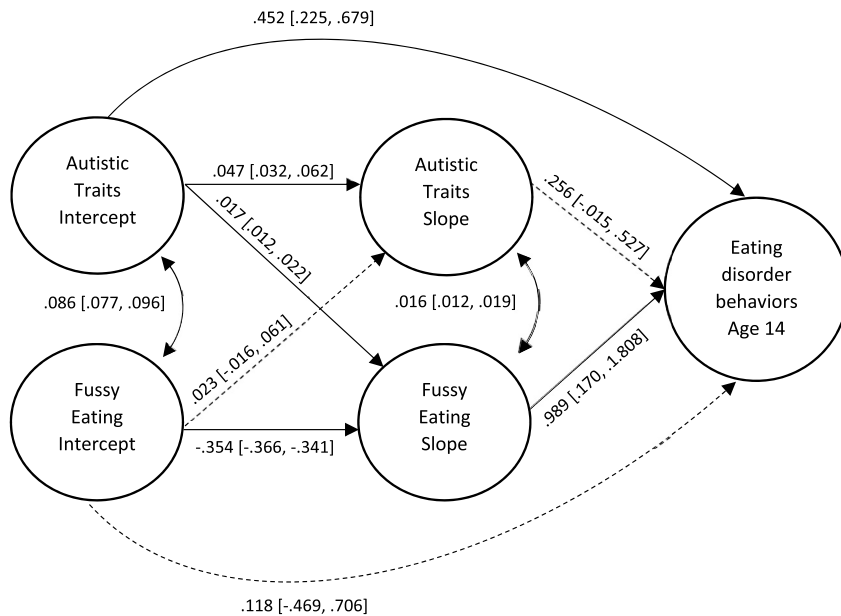 .452 [.225, .679]
Autistic
Traits
Intercept
.047 [.032, .062]
Autistic
Traits
Slope
.256 [-.015, .527]
.017 [.012, .022]
Eating
disorder
behaviors
Age 14
.086 [.077, .096]
.016 [.012, .019]
.023 [-.016, .061]
Fussy
Eating
Intercept
-.354 [-.366, -.341]
Fussy
Eating
Slope
.989 [.170, 1.808]
.118 [-.469, .706]